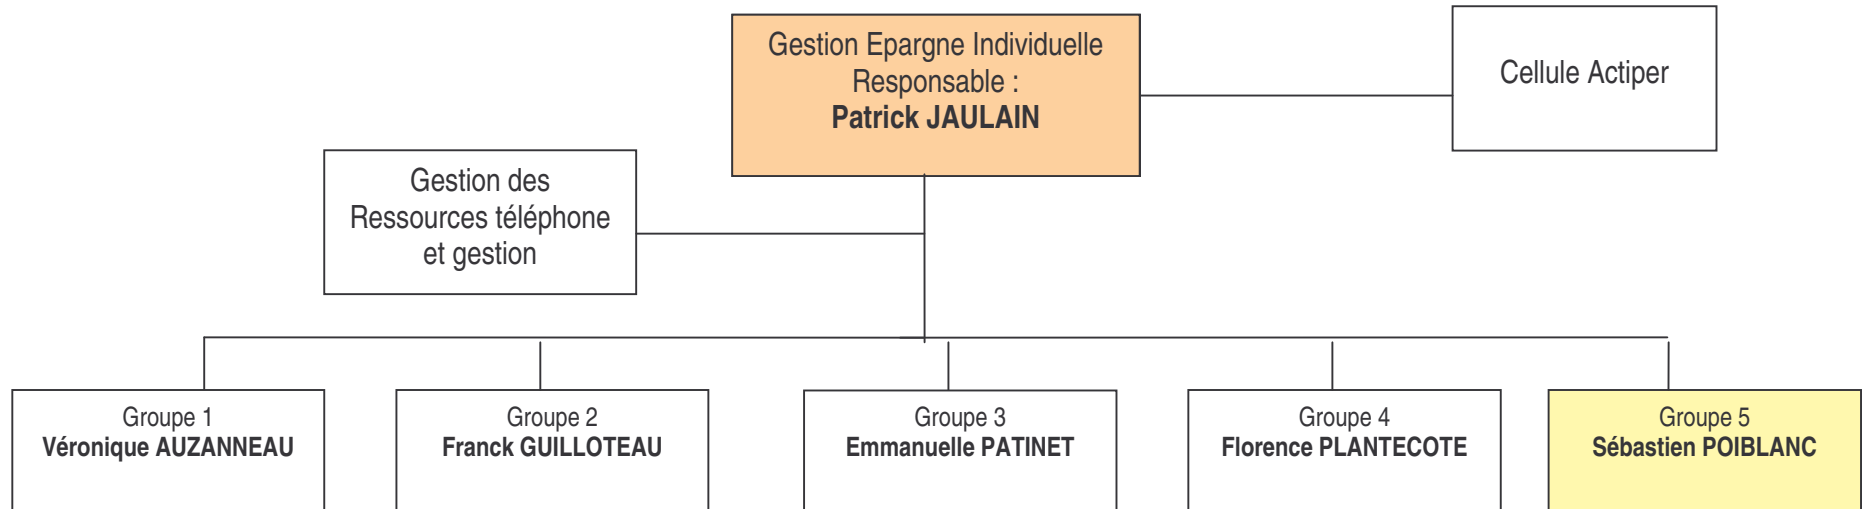 Gestion Epargne Individuelle
Responsable :
Patrick JAULAIN
Cellule Actiper
Gestion des
Ressources téléphone
et gestion
Groupe 1
Véronique AUZANNEAU
Groupe 2
Franck GUILLOTEAU
Groupe 3
Emmanuelle PATINET
Groupe 4
Florence PLANTECOTE
Groupe 5
Sébastien POIBLANC